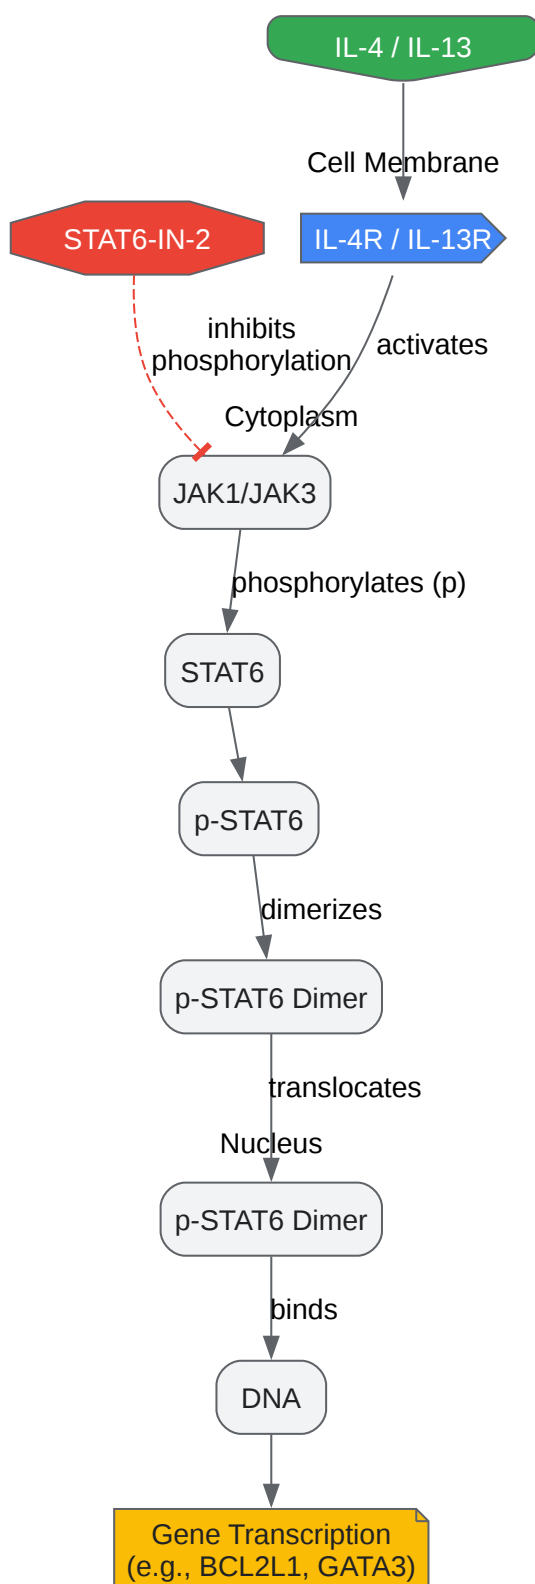 IL-4 / IL-13
Cell Membrane
STAT6-IN-2
IL-4R / IL-13R
inhibits
phosphorylation
activates
Cytoplasm
JAK1/JAK3
phosphorylates (p)
STAT6
p-STAT6
dimerizes
p-STAT6 Dimer
translocates
Nucleus
p-STAT6 Dimer
binds
DNA
Gene Transcription
(e.g., BCL2L1, GATA3)